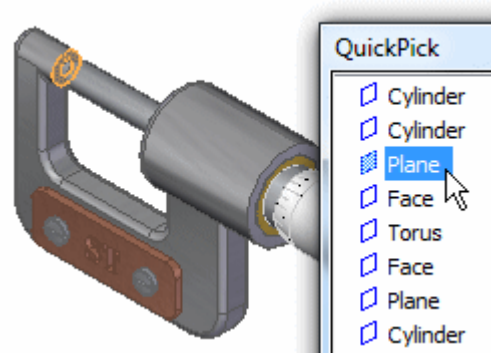 QuickPick
Cylinder
Cylinder
Plane
Face
Torus
Face
Plane
Cylinder